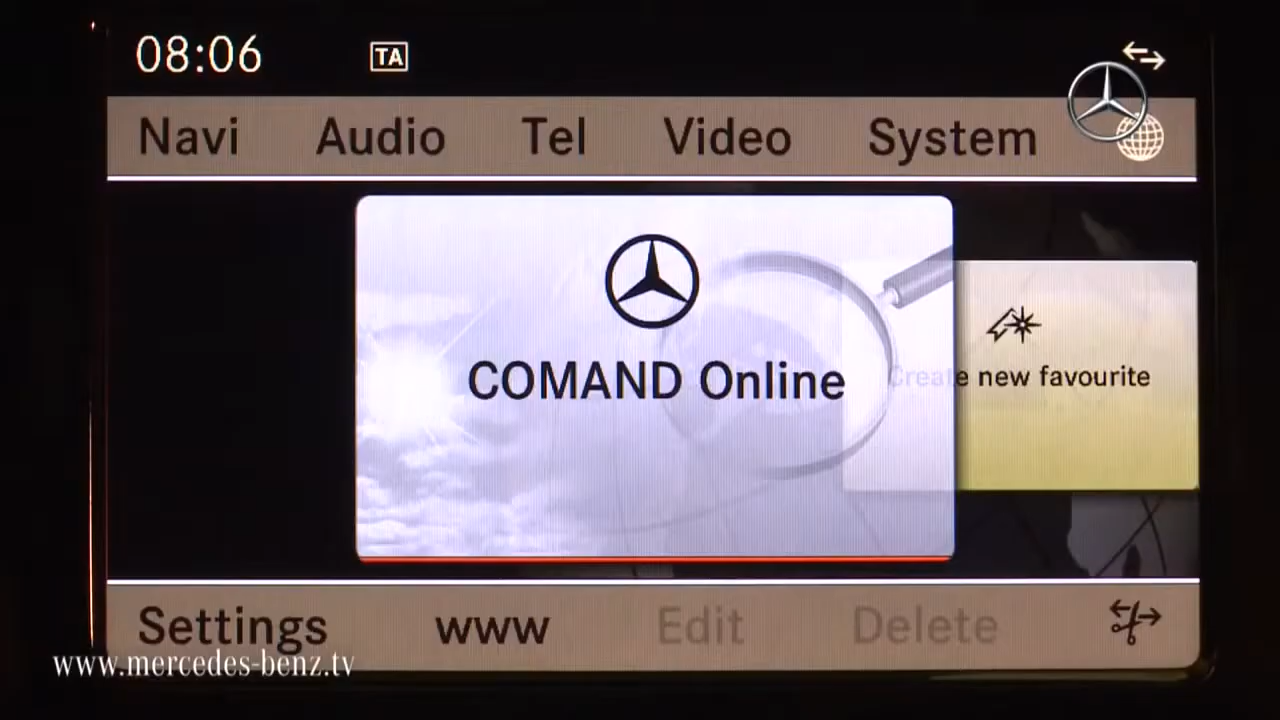 08:06 TA
Navi Audio Tel Video System
COMAND Online
Create new favourite
Settings www Edit Delete
www.mercedes-benz.tv